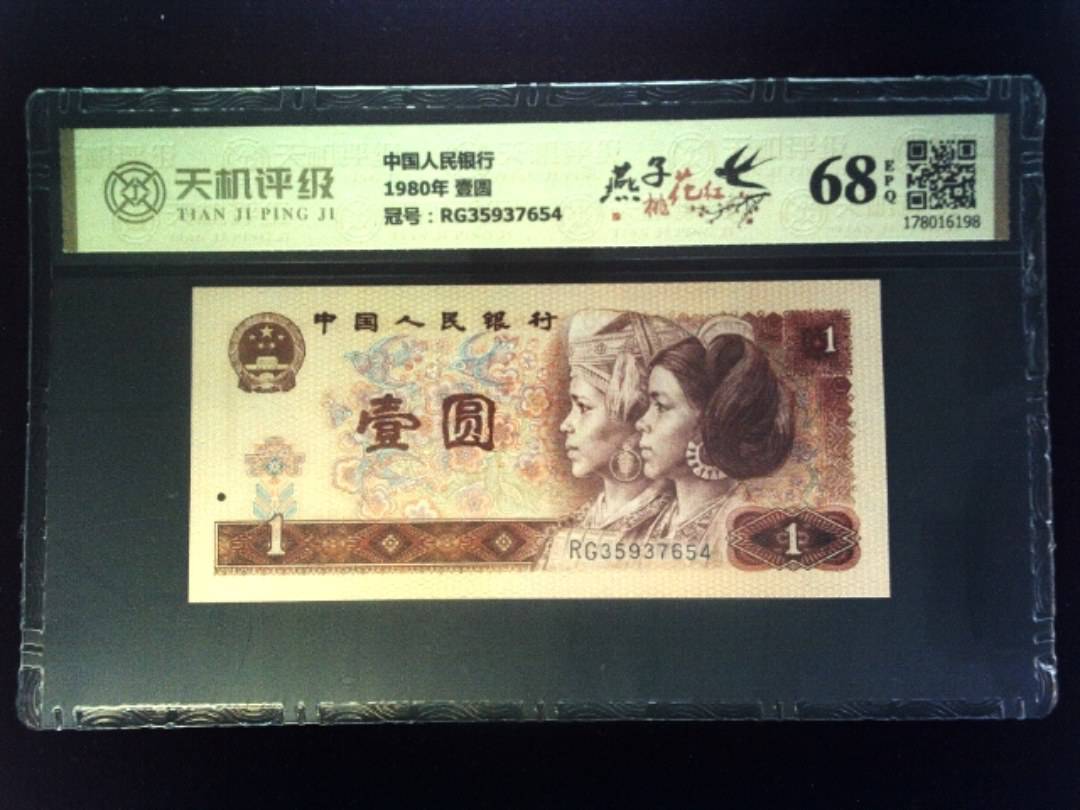 天机评级
TIAN JI PING JI
中国人民银行
1980年 壹圆
冠号：RG35937654
燕子
桃花红
68
EPQ
178016198
中国人民银行
1
壹圆
1
RG35937654
1